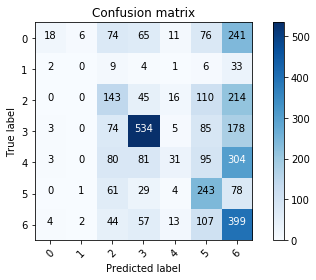 Confusion matrix
0 18 6 74 65 11 76 241
1 2 0 9 4 1 6 33
2 0 0 143 45 16 110 214
3 3 0 74 534 5 85 178
4 3 0 80 81 31 95 304
5 0 1 61 29 4 243 78
6 4 2 44 57 13 107 399
0 1 2 3 4 5 6
True label
Predicted label
500
400
300
200
100
0